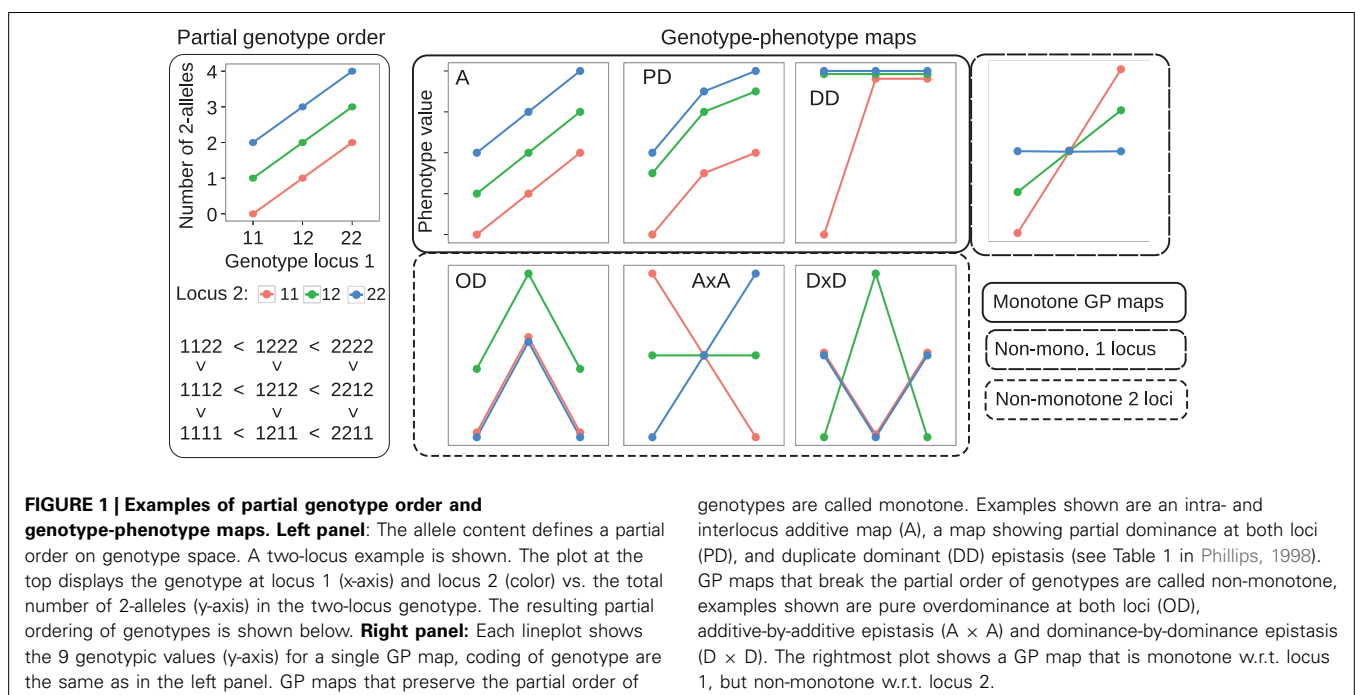 Partial genotype order
Genotype-phenotype maps
Number of 2-alleles
4
3
2
1
0
11 12 22
Genotype locus 1
Locus 2: 11 12 22
1122 < 1222 < 2222
v v v
1112 < 1212 < 2212
v v v
1111 < 1211 < 2211
Phenotype value
A
PD
DD
OD
AxA
DxD
Monotone GP maps
Non-mono. 1 locus
Non-monotone 2 loci
FIGURE 1 | Examples of partial genotype order and
genotype-phenotype maps. Left panel: The allele content defines a partial
order on genotype space. A two-locus example is shown. The plot at the
top displays the genotype at locus 1 (x-axis) and locus 2 (color) vs. the total
number of 2-alleles (y-axis) in the two-locus genotype. The resulting partial
ordering of genotypes is shown below. Right panel: Each lineplot shows
the 9 genotypic values (y-axis) for a single GP map, coding of genotype are
the same as in the left panel. GP maps that preserve the partial order of
genotypes are called monotone. Examples shown are an intra- and
interlocus additive map (A), a map showing partial dominance at both loci
(PD), and duplicate dominant (DD) epistasis (see Table 1 in Phillips, 1998).
GP maps that break the partial order of genotypes are called non-monotone,
examples shown are pure overdominance at both loci (OD),
additive-by-additive epistasis (A × A) and dominance-by-dominance epistasis
(D × D). The rightmost plot shows a GP map that is monotone w.r.t. locus
1, but non-monotone w.r.t. locus 2.